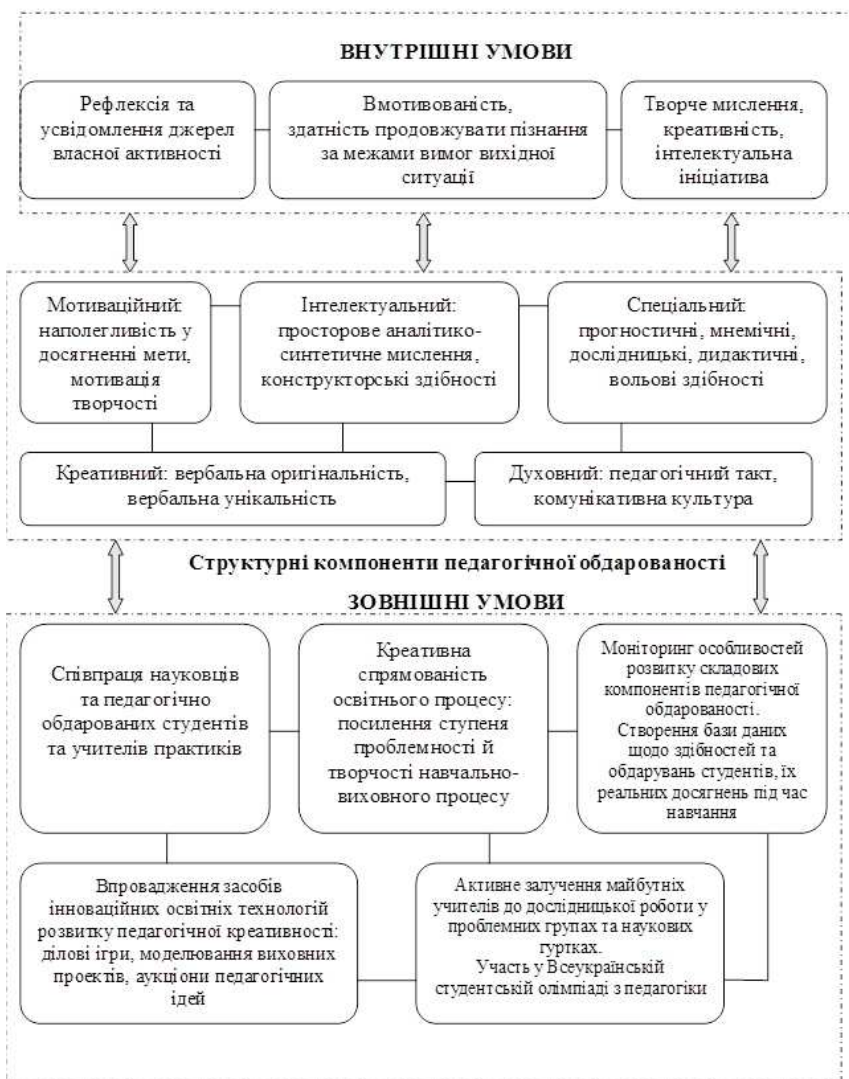 ВНУТРІШНІ УМОВИ
Рефлексія та
усвідомлення джерел
власної активності
Вмотивованість,
здатність продовжувати пізнання
за межами вимог вихідної
ситуації
Творче мислення,
креативність,
інтелектуальна
ініціатива
Мотиваційний:
наполегливість у
досягненні мети,
мотивація
творчості
Інтелектуальний:
просторове аналітико-
синтетичне мислення,
конструкторські здібності
Спеціальний:
прогностичні, мнемічні,
дослідницькі, дидактичні,
вольові здібності
Креативний: вербальна оригінальність,
вербальна унікальність
Духовний: педагогічний такт,
комунікативна культура
Структурні компоненти педагогічної обдарованості
ЗОВНІШНІ УМОВИ
Співпраця науковців
та педагогічно
обдарованих студентів
та учителів практиків
Креативна
спрямованість
освітнього процесу:
посилення ступеня
проблемності й
творчості навчально-
виховного процесу
Моніторинг особливостей
розвитку складових
компонентів педагогічної
обдарованості.
Створення бази даних
щодо здібностей та
обдарувань студентів, їх
реальних досягнень під час
навчання
Впровадження засобів
інноваційних освітніх технологій
розвитку педагогічної креативності:
ділові ігри, моделювання виховних
проектів, аукціони педагогічних
ідей
Активне залучення майбутніх
учителів до дослідницької роботи у
проблемних групах та наукових
гуртках.
Участь у Всеукраїнській
студентській олімпіаді з педагогіки